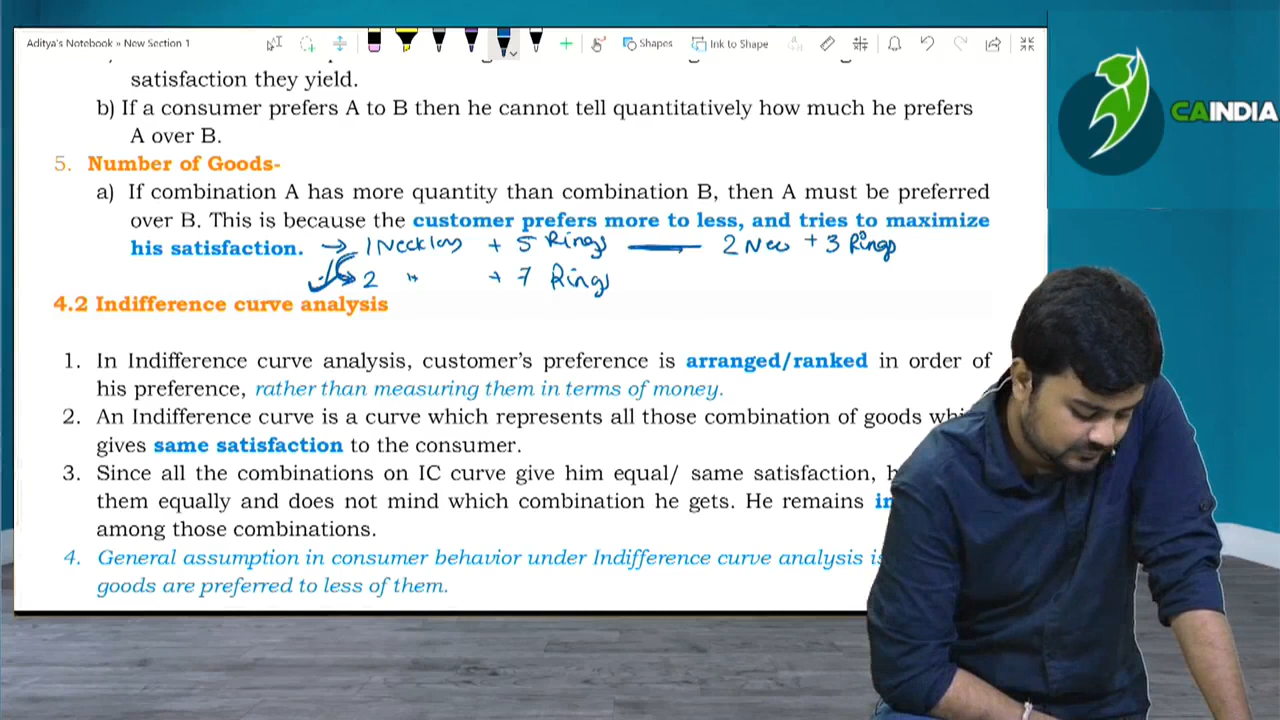 Aditya's Notebook » New Section 1
Shapes
Ink to Shape
CAINDIA
satisfaction they yield.
b) If a consumer prefers A to B then he cannot tell quantitatively how much he prefers
A over B.
5. Number of Goods-
a) If combination A has more quantity than combination B, then A must be preferred
over B. This is because the customer prefers more to less, and tries to maximize
his satisfaction.
1 + 5 Rings 2 Nec + 3 Rings
2 " + 7 Rings
4.2 Indifference curve analysis
1. In Indifference curve analysis, customer's preference is arranged/ranked in order of
his preference, rather than measuring them in terms of money.
2. An Indifference curve is a curve which represents all those combination of goods
gives same satisfaction to the consumer.
3. Since all the combinations on IC curve give him equal/ same satisfaction,
them equally and does not mind which combination he gets. He remains
among those combinations.
4. General assumption in consumer behavior under Indifference curve analysis
goods are preferred to less of them.